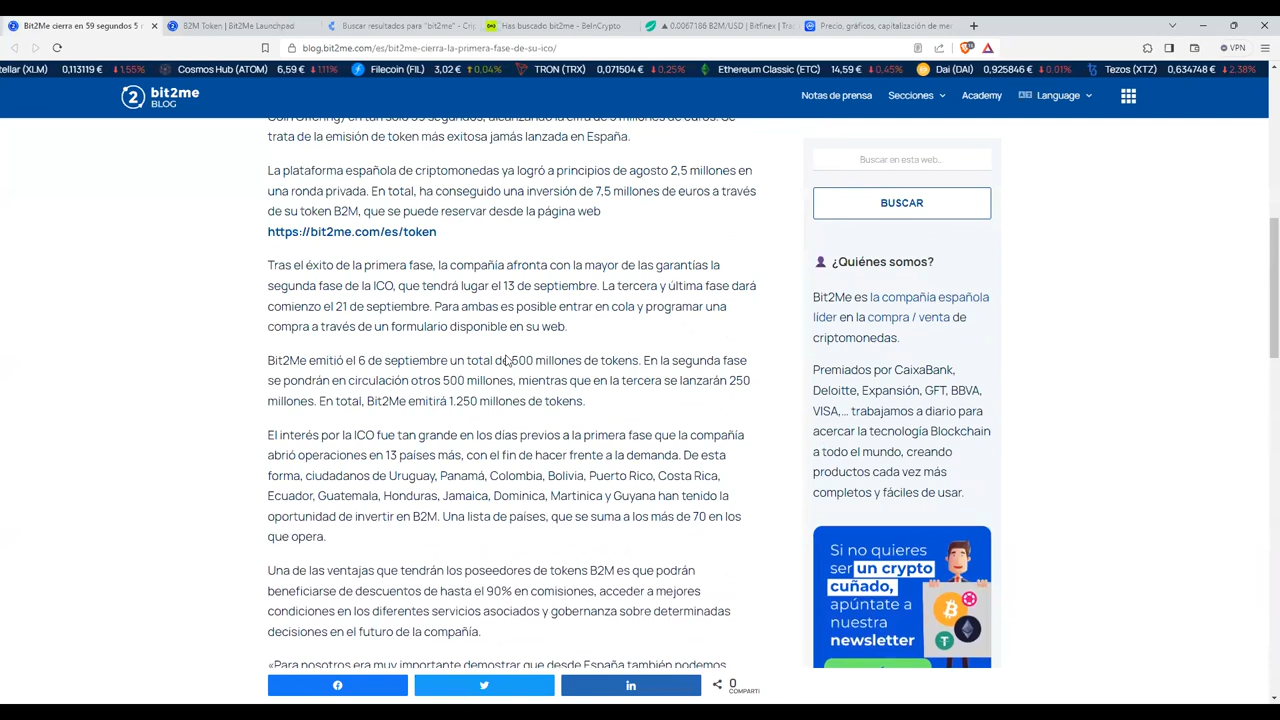 Bit2Me cierra en 59 segundos 5
B2M Token | Bit2Me Launchpad
Buscar resultados para "bit2me" - Crip
Has buscado bit2me - BeInCrypto
▲ 0.0067186 B2M/USD | Bitfinex | Tra
Precio, gráficos, capitalización de me
blog.bit2me.com/es/bit2me-cierra-la-primera-fase-de-su-ico/
VPN
tellar (XLM) 0,113119 € 1,55% Cosmos Hub (ATOM) 6,59 € 1,11% Filecoin (FIL) 3,02 € 0,04% TRON (TRX) 0,071504 € 0,25% Ethereum Classic (ETC) 14,59 € 0,45% Dai (DAI) 0,925846 € 0,01% Tezos (XTZ) 0,634748 € 2,38%
bit2me
BLOG
Notas de prensa Secciones Academy Language
trata de la emisión de token más exitosa jamás lanzada en España.
La plataforma española de criptomonedas ya logró a principios de agosto 2,5 millones en
una ronda privada. En total, ha conseguido una inversión de 7,5 millones de euros a través
de su token B2M, que se puede reservar desde la página web
https://bit2me.com/es/token
Tras el éxito de la primera fase, la compañía afronta con la mayor de las garantías la
segunda fase de la ICO, que tendrá lugar el 13 de septiembre. La tercera y última fase dará
comienzo el 21 de septiembre. Para ambas es posible entrar en cola y programar una
compra a través de un formulario disponible en su web.
Bit2Me emitió el 6 de septiembre un total de 500 millones de tokens. En la segunda fase
se pondrán en circulación otros 500 millones, mientras que en la tercera se lanzarán 250
millones. En total, Bit2Me emitirá 1.250 millones de tokens.
El interés por la ICO fue tan grande en los días previos a la primera fase que la compañía
abrió operaciones en 13 países más, con el fin de hacer frente a la demanda. De esta
forma, ciudadanos de Uruguay, Panamá, Colombia, Bolivia, Puerto Rico, Costa Rica,
Ecuador, Guatemala, Honduras, Jamaica, Dominica, Martinica y Guyana han tenido la
oportunidad de invertir en B2M. Una lista de países, que se suma a los más de 70 en los
que opera.
Una de las ventajas que tendrán los poseedores de tokens B2M es que podrán
beneficiarse de descuentos de hasta el 90% en comisiones, acceder a mejores
condiciones en los diferentes servicios asociados y gobernanza sobre determinadas
decisiones en el futuro de la compañía.
«Para nosotros era muy importante demostrar que desde España también podemos
0
COMPARTI
Buscar en esta web..
BUSCAR
¿Quiénes somos?
Bit2Me es la compañía española
líder en la compra / venta de
criptomonedas.
Premiados por CaixaBank,
Deloitte, Expansión, GFT, BBVA,
VISA,... trabajamos a diario para
acercar la tecnología Blockchain
a todo el mundo, creando
productos cada vez más
completos y fáciles de usar.
Si no quieres
ser un crypto
cuñado,
apúntate a
nuestra
newsletter